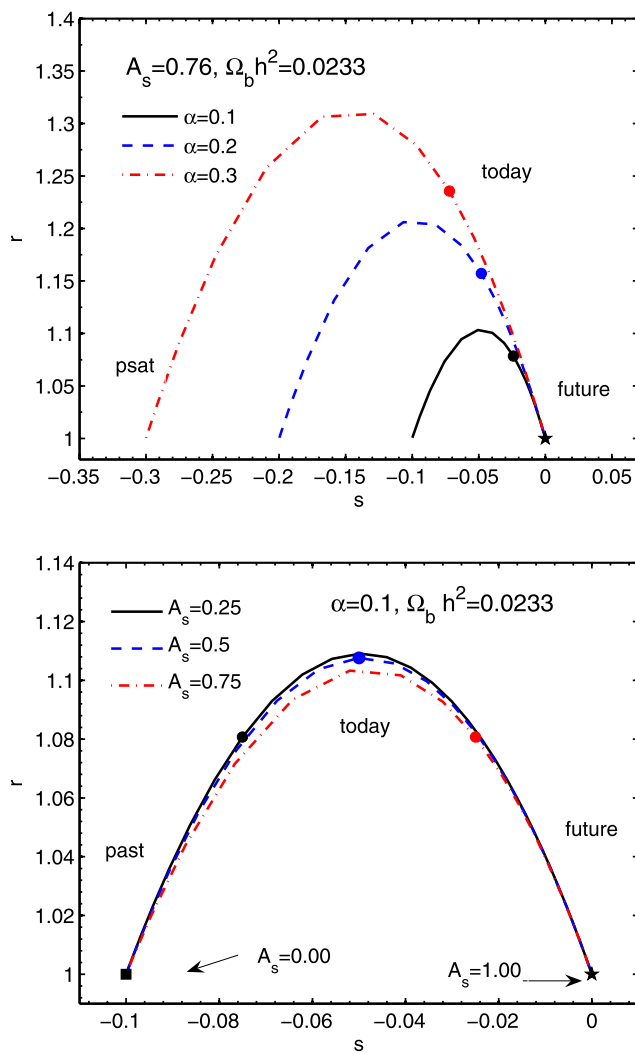 1.4
A_s=0.76, Ω_b h²=0.0233
1.35
α=0.1
α=0.2
α=0.3
1.3
today
1.25
r
1.2
1.15
1.1
psat
future
1.05
1
−0.35 −0.3 −0.25 −0.2 −0.15 −0.1 −0.05 0 0.05
s
1.14
A_s=0.25
α=0.1, Ω_b h²=0.0233
A_s=0.5
1.12
A_s=0.75
1.1
today
1.08
r
1.06
past
future
1.04
1.02
A_s=0.00
A_s=1.00
1
−0.1 −0.08 −0.06 −0.04 −0.02 0
s